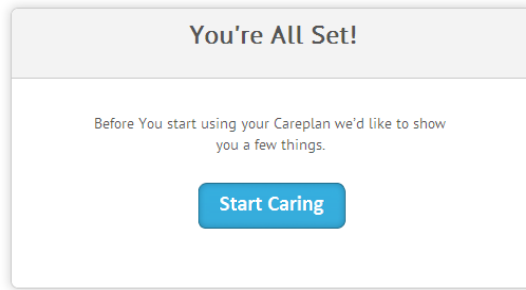 You're All Set!
Before You start using your Careplan we'd like to show
you a few things.
Start Caring